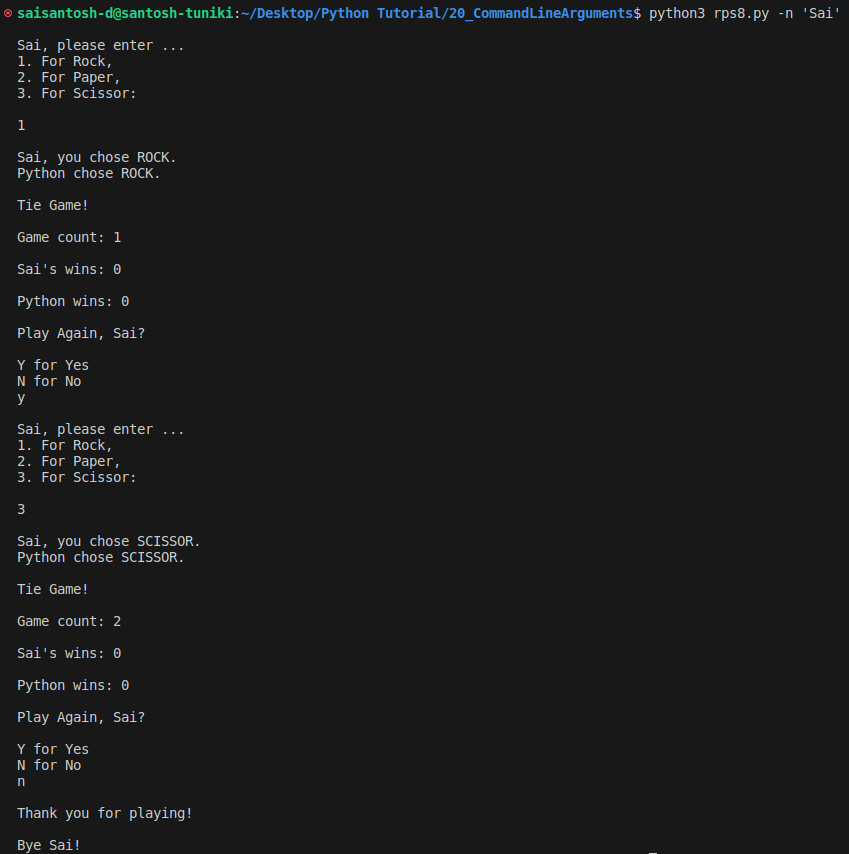 saisantosh-d@santosh-tuniki:~/Desktop/Python Tutorial/20_CommandLineArguments$ python3 rps8.py -n 'Sai'
Sai, please enter ...
1. For Rock,
2. For Paper,
3. For Scissor:
1
Sai, you chose ROCK.
Python chose ROCK.
Tie Game!
Game count: 1
Sai's wins: 0
Python wins: 0
Play Again, Sai?
Y for Yes
N for No
y
Sai, please enter ...
1. For Rock,
2. For Paper,
3. For Scissor:
3
Sai, you chose SCISSOR.
Python chose SCISSOR.
Tie Game!
Game count: 2
Sai's wins: 0
Python wins: 0
Play Again, Sai?
Y for Yes
N for No
n
Thank you for playing!
Bye Sai!